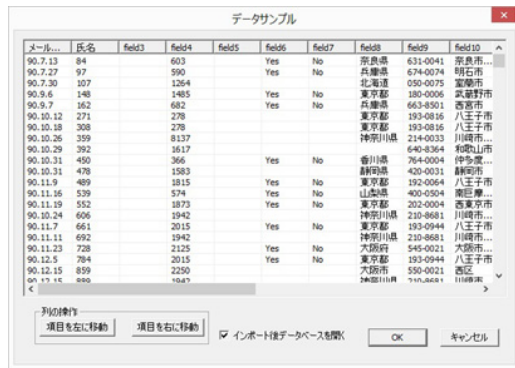 データサンプル
メール... 氏名 field3 field4 field5 field6 field7 field8 field9 field10
90.7.13 84 603 Yes No 奈良県 631-0041 奈良市...
90.7.27 97 590 Yes No 兵庫県 674-0074 明石市
90.7.30 107 1264 北海道 050-0075 室蘭市
90.9.6 148 1485 Yes No 東京都 180-0006 武蔵野市
90.9.7 162 682 Yes No 兵庫県 663-8501 西宮市
90.10.12 271 278 東京都 193-0816 八王子市
90.10.18 308 278 東京都 193-0816 八王子市
90.10.26 359 8137 神奈川県 214-0033 川崎市...
90.10.29 392 1617 640-8364 和歌山市
90.10.31 450 366 Yes No 香川県 764-0004 仲多度...
90.10.31 478 1583 静岡県 420-0031 静岡市
90.11.9 489 1815 Yes No 東京都 192-0064 八王子市
90.11.16 539 574 Yes No 山梨県 400-0504 南巨摩...
90.11.19 552 1873 Yes No 東京都 202-0004 西東京市
90.10.24 606 1942 神奈川県 210-8681 川崎市...
90.11.7 661 2015 Yes No 東京都 193-0944 八王子市
90.11.11 692 1942 神奈川県 210-8681 川崎市...
90.11.23 728 2125 Yes No 大阪府 545-0021 大阪市...
90.12.5 784 2015 Yes No 東京都 193-0944 八王子市
90.12.15 859 2250 大阪市 550-0021 西区
90.12.15 889 1942 神奈川県 210-8681 川崎市...
列の操作
項目を左に移動 項目を右に移動 インポート後データベースを開く OK キャンセル